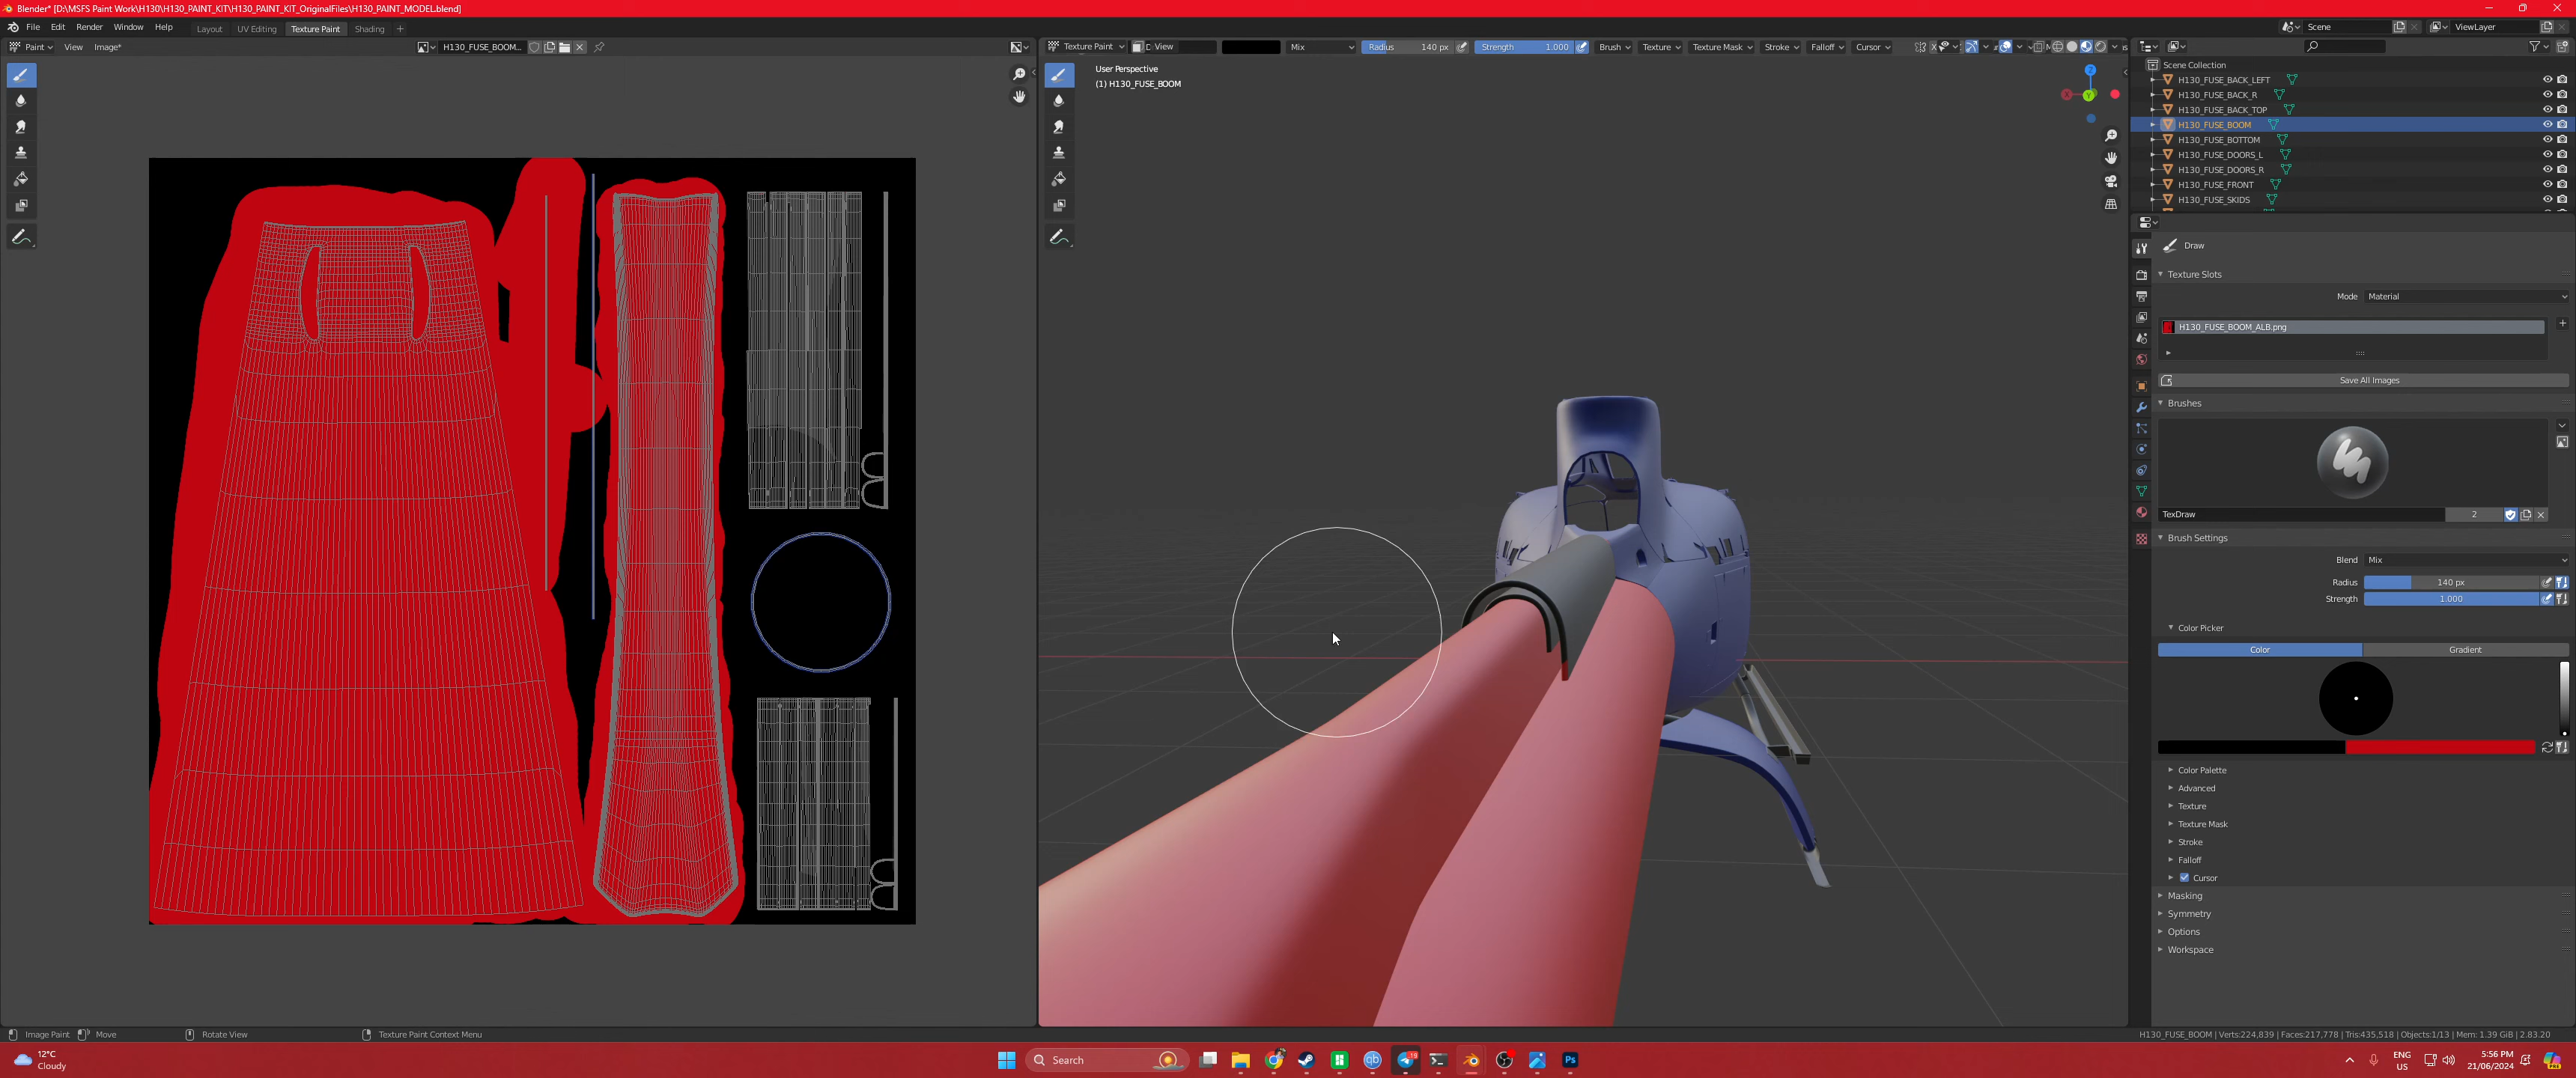 Blender* [D:\MSFS Paint Work\H130\H130_PAINT_KIT\H130_PAINT_KIT_OriginalFiles\H130_PAINT_MODEL.blend]
File Edit Render Window Help Layout UV Editing Texture Paint Shading + Scene ViewLayer
Paint View Image* H130_FUSE_BOOM... Texture Paint View Mix Radius 140 px Strength 1.000 Brush Texture Texture Mask Stroke Falloff Cursor
User Perspective
(1) H130_FUSE_BOOM
Z
X
Y
Scene Collection
H130_FUSE_BACK_LEFT
H130_FUSE_BACK_R
H130_FUSE_BACK_TOP
H130_FUSE_BOOM
H130_FUSE_BOTTOM
H130_FUSE_DOORS_L
H130_FUSE_DOORS_R
H130_FUSE_FRONT
H130_FUSE_SKIDS
Draw
Texture Slots
Mode Material
H130_FUSE_BOOM_ALB.png
Save All Images
Brushes
TexDraw 2
Brush Settings
Blend Mix
Radius 140 px
Strength 1.000
Color Picker
Color Gradient
Color Palette
Advanced
Texture
Texture Mask
Stroke
Falloff
Cursor
Masking
Symmetry
Options
Workspace
Image Paint Move Rotate View Texture Paint Context Menu H130_FUSE_BOOM | Verts:224,839 | Faces:217,778 | Tris:435,518 | Objects:1/13 | Mem: 1.39 GiB | 2.83.20
12°C
Cloudy
Search
ENG
US
5:56 PM
21/06/2024